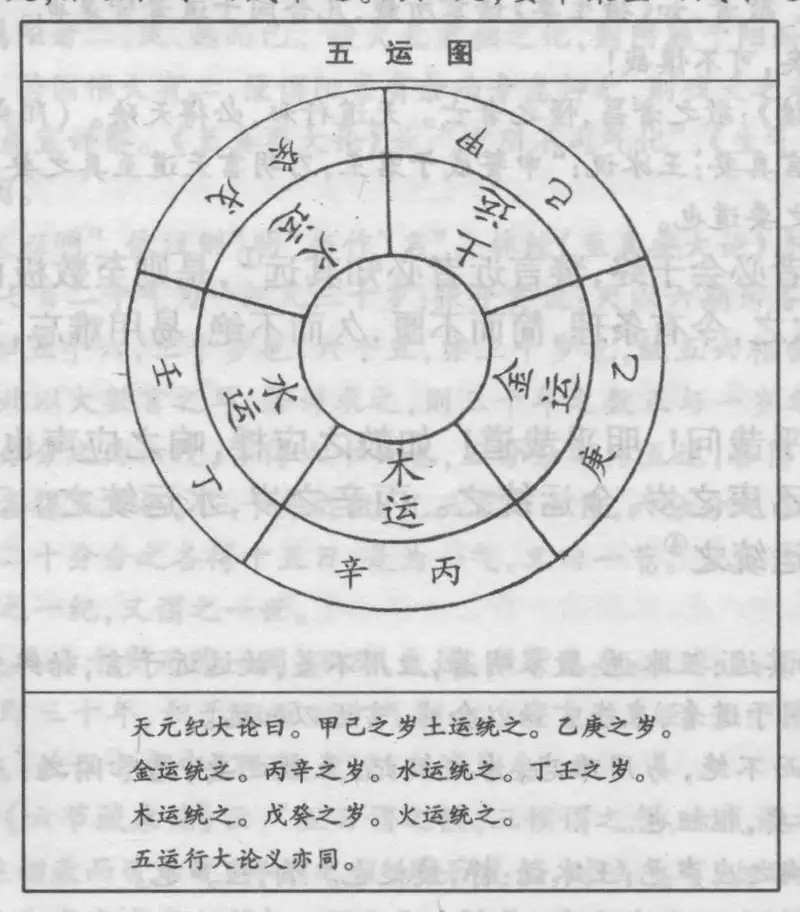 五运图
甲 己
土运
乙 庚
金运
辛 丙
木运
丁 壬
水运
戊 癸
火运
天元纪大论曰。甲己之岁土运统之。乙庚之岁。
金运统之。丙辛之岁。水运统之。丁壬之岁。
木运统之。戊癸之岁。火运统之。
五运行大论义亦同。